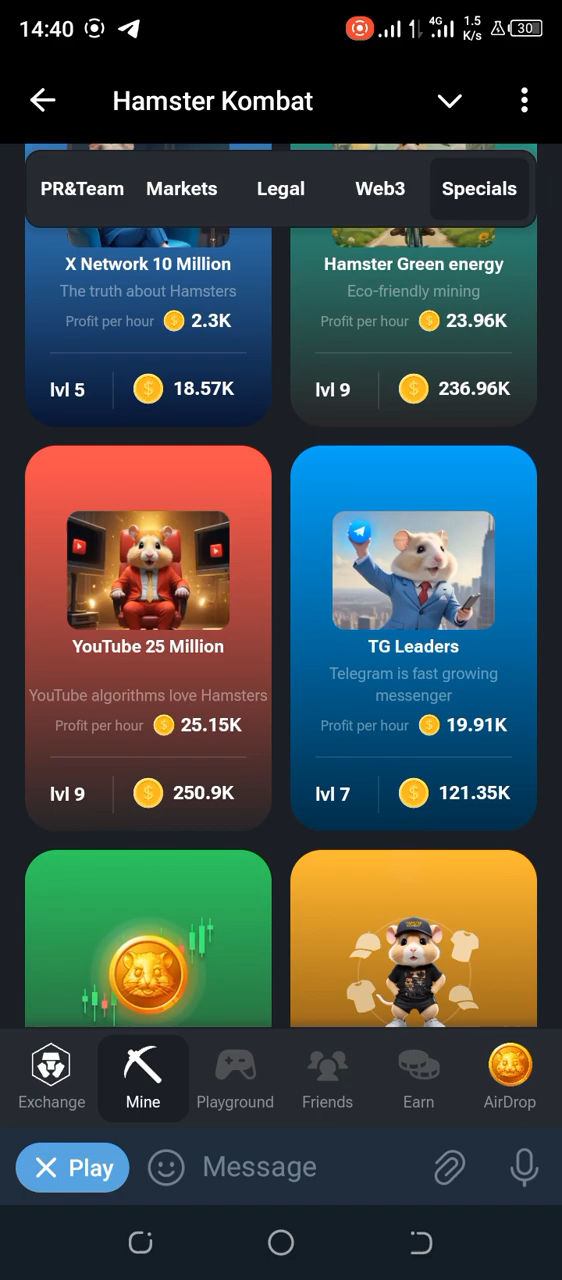 14:40
4G 1.5 K/s 30
Hamster Kombat
PR&Team Markets Legal Web3 Specials
X Network 10 Million
The truth about Hamsters
Profit per hour 2.3K
lvl 5 18.57K
Hamster Green energy
Eco-friendly mining
Profit per hour 23.96K
lvl 9 236.96K
YouTube 25 Million
YouTube algorithms love Hamsters
Profit per hour 25.15K
lvl 9 250.9K
TG Leaders
Telegram is fast growing
messenger
Profit per hour 19.91K
lvl 7 121.35K
Exchange Mine Playground Friends Earn AirDrop
Play Message